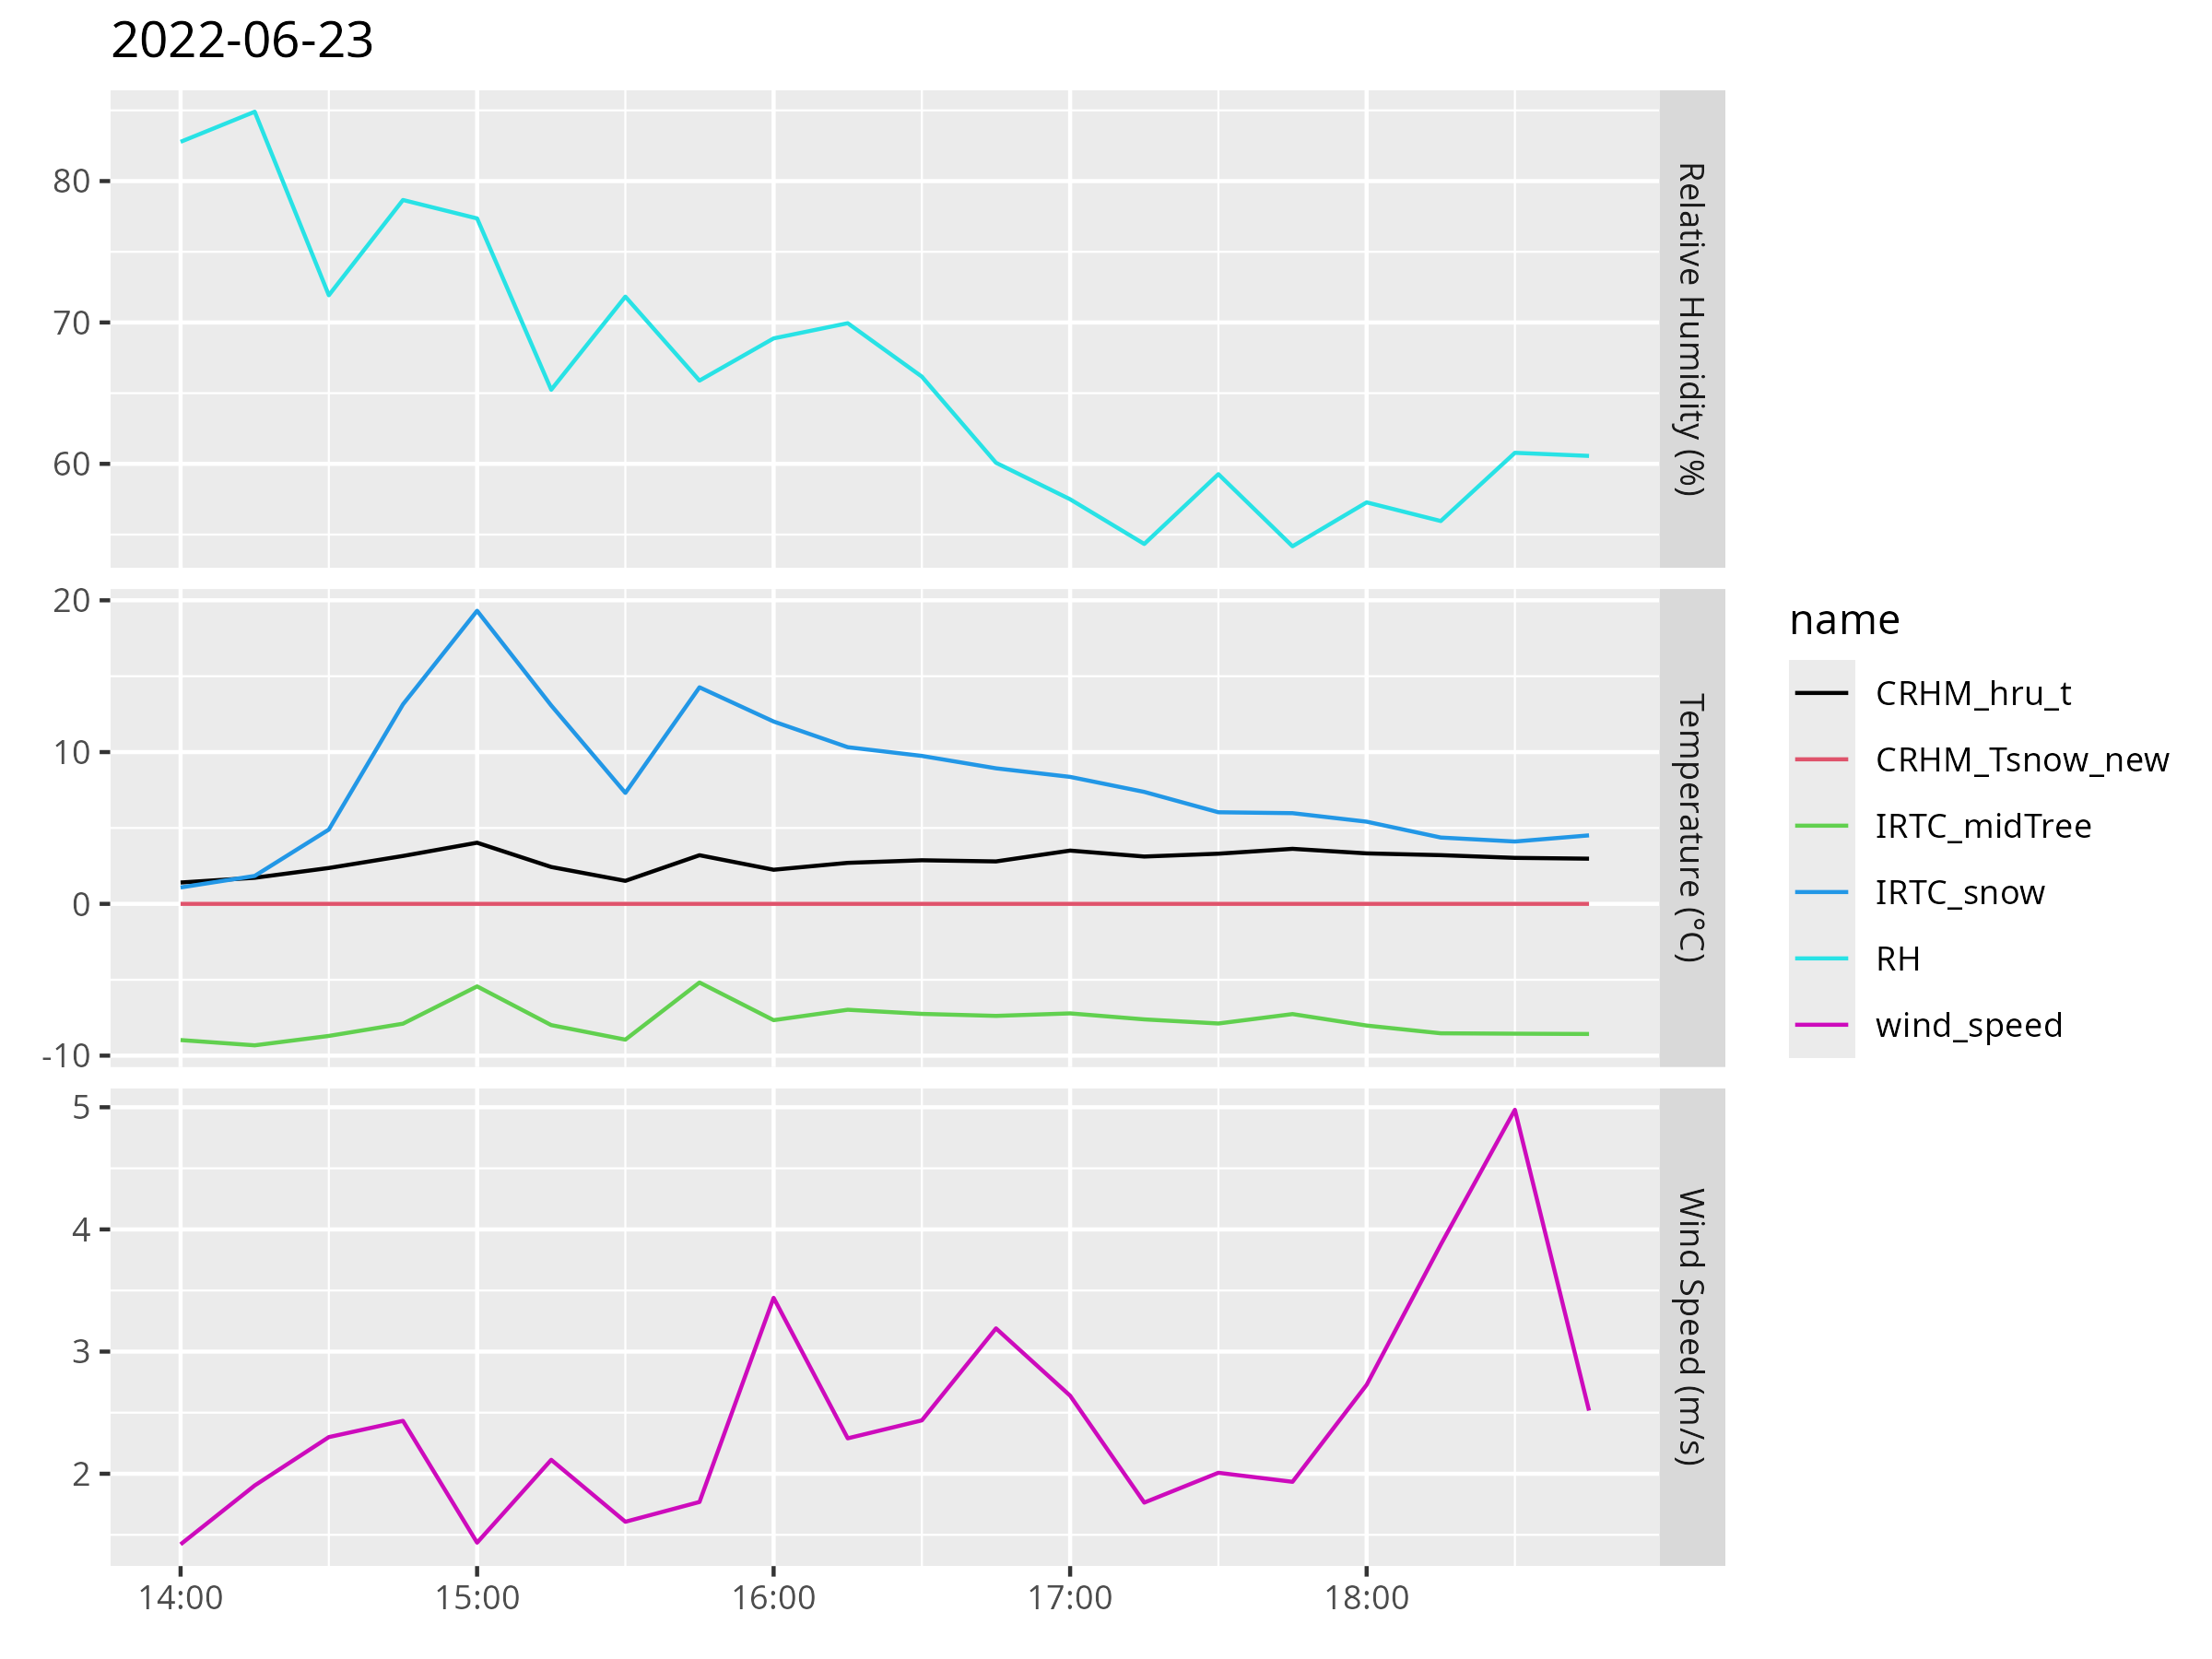 2022-06-23
80
70
60
Relative Humidity (%)
20
10
0
-10
Temperature (°C)
5
4
3
2
Wind Speed (m/s)
14:00 15:00 16:00 17:00 18:00
name
CRHM_hru_t
CRHM_Tsnow_new
IRTC_midTree
IRTC_snow
RH
wind_speed